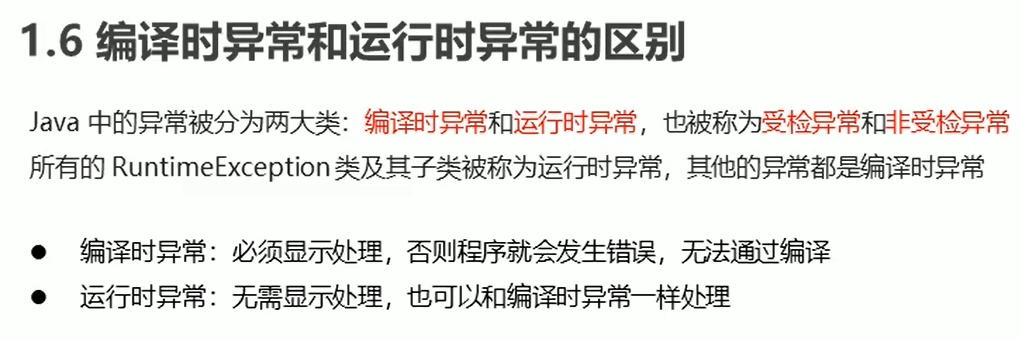 1.6 编译时异常和运行时异常的区别
Java 中的异常被分为两大类：编译时异常和运行时异常，也被称为受检异常和非受检异常
所有的 RuntimeException 类及其子类被称为运行时异常，其他的异常都是编译时异常
● 编译时异常：必须显示处理，否则程序就会发生错误，无法通过编译
● 运行时异常：无需显示处理，也可以和编译时异常一样处理